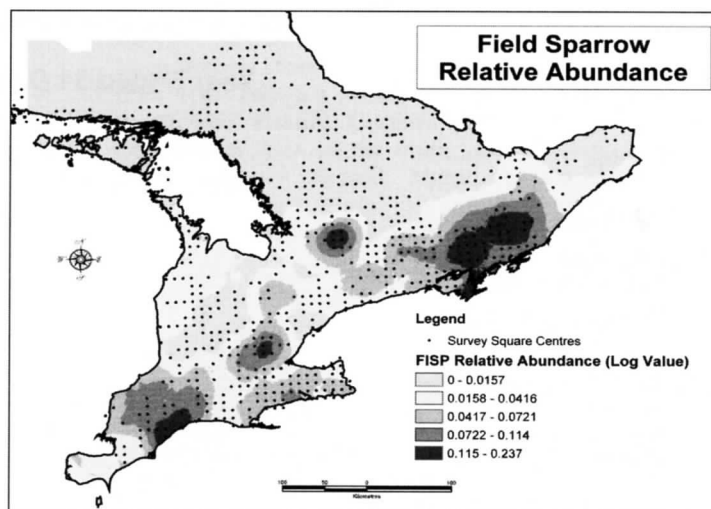 Field Sparrow
Relative Abundance
Legend
Survey Square Centres
FISP Relative Abundance (Log Value)
0 - 0.0157
0.0158 - 0.0416
0.0417 - 0.0721
0.0722 - 0.114
0.115 - 0.237
100 50 0 100
Kilometres